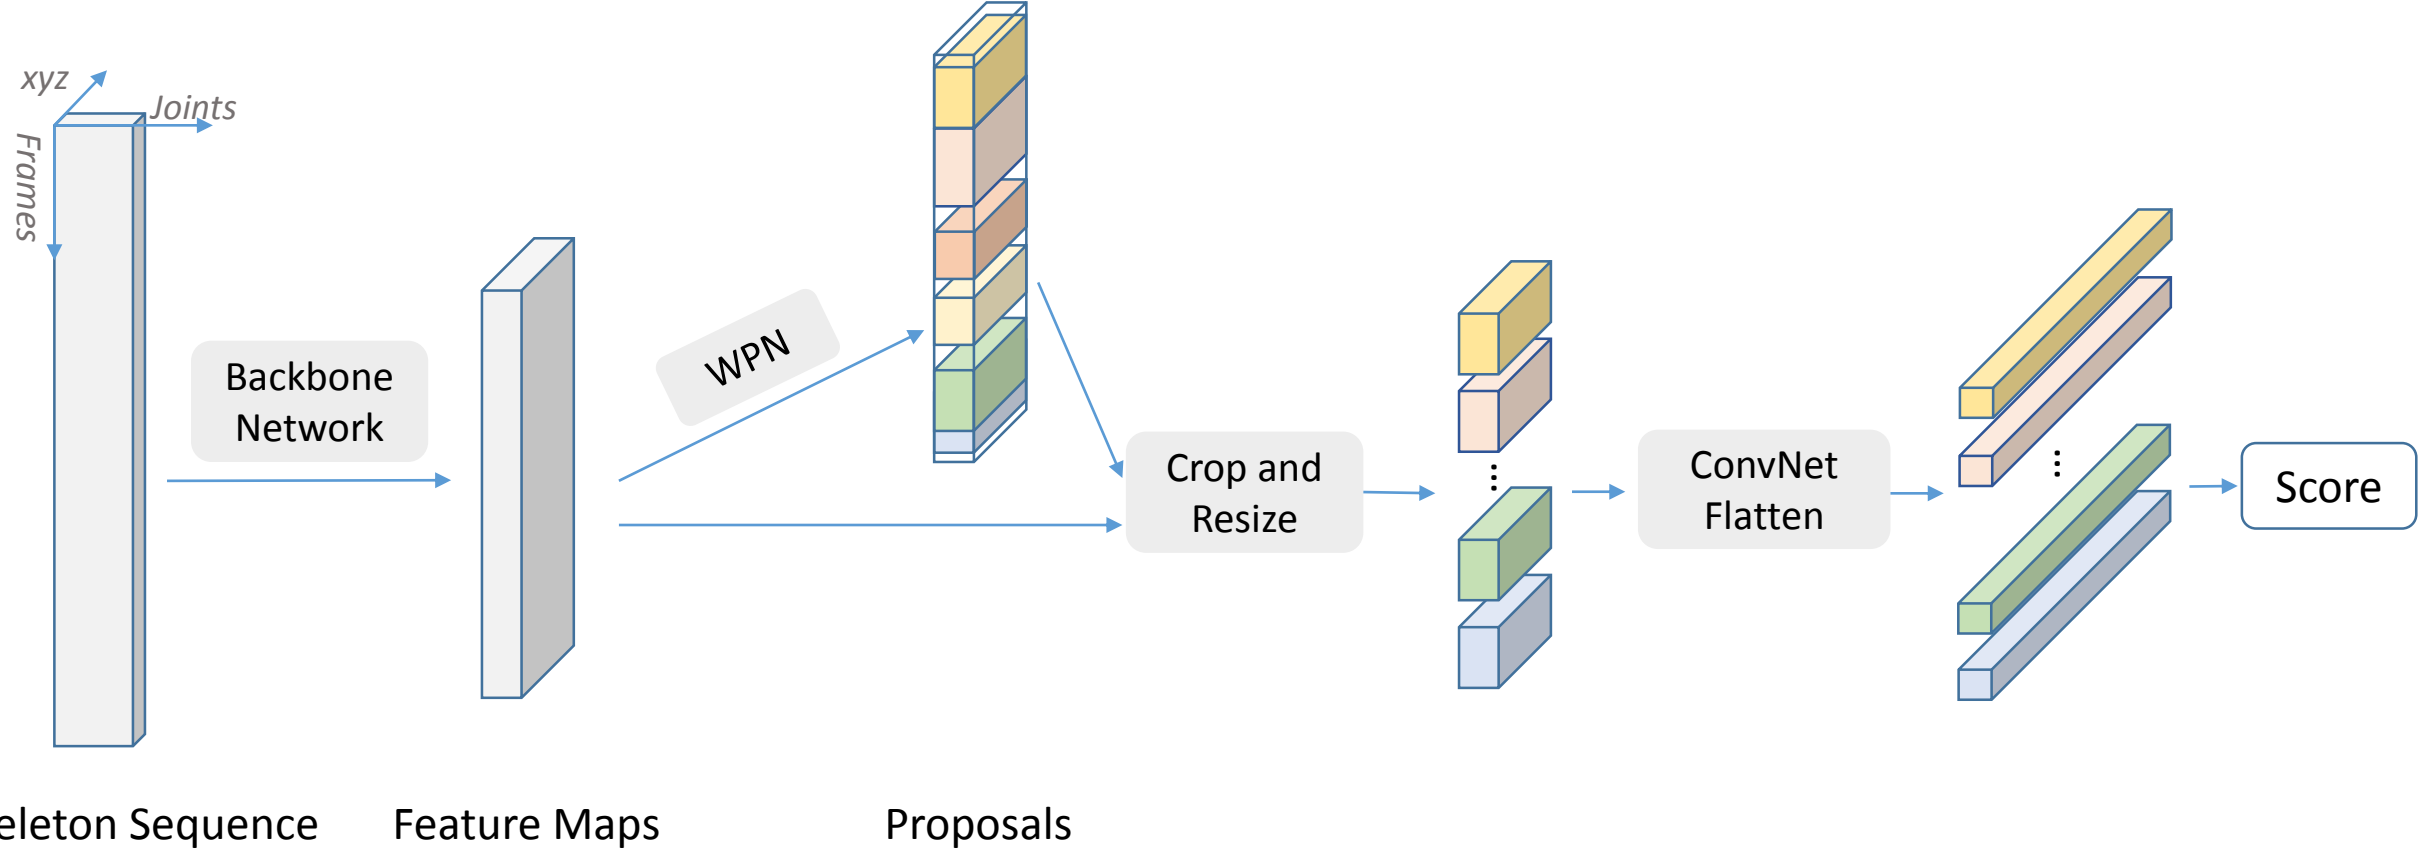 xyz
Joints
Frames
Backbone
Network
WPN
Crop and
Resize
ConvNet
Flatten
Score
eleton Sequence
Feature Maps
Proposals